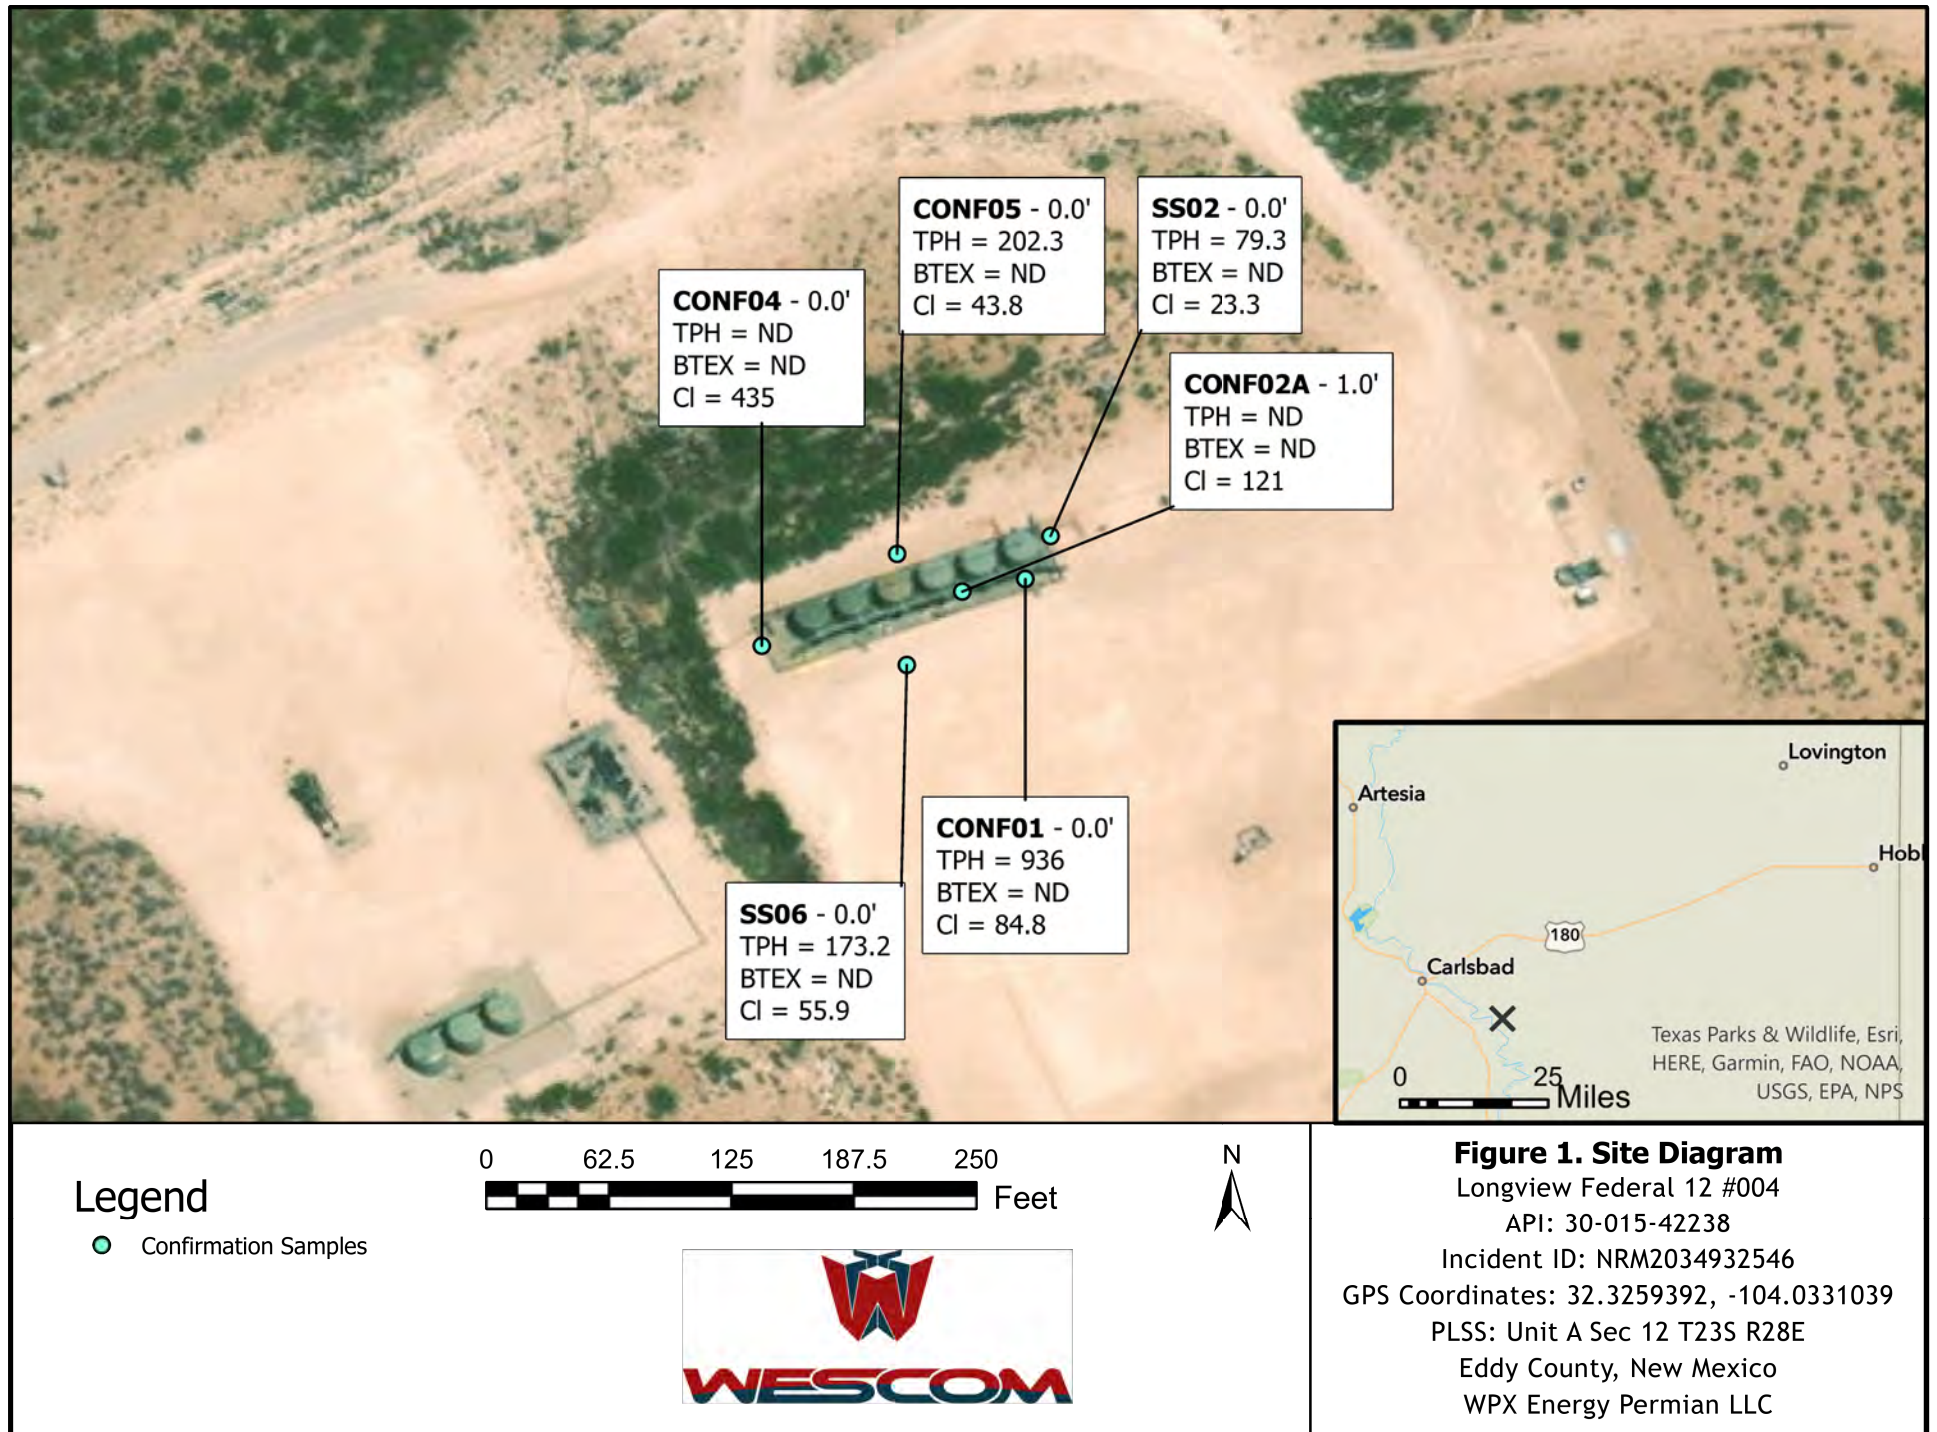 CONF05 - 0.0'
TPH = 202.3
BTEX = ND
Cl = 43.8
SS02 - 0.0'
TPH = 79.3
BTEX = ND
Cl = 23.3
CONF04 - 0.0'
TPH = ND
BTEX = ND
Cl = 435
CONF02A - 1.0'
TPH = ND
BTEX = ND
Cl = 121
CONF01 - 0.0'
TPH = 936
BTEX = ND
Cl = 84.8
SS06 - 0.0'
TPH = 173.2
BTEX = ND
Cl = 55.9
Lovington
Artesia
Hobl
180
Carlsbad
Texas Parks & Wildlife, Esri,
HERE, Garmin, FAO, NOAA,
USGS, EPA, NPS
0 25
Miles
Legend
Confirmation Samples
0 62.5 125 187.5 250
Feet
N
WESCOM
Figure 1. Site Diagram
Longview Federal 12 #004
API: 30-015-42238
Incident ID: NRM2034932546
GPS Coordinates: 32.3259392, -104.0331039
PLSS: Unit A Sec 12 T23S R28E
Eddy County, New Mexico
WPX Energy Permian LLC